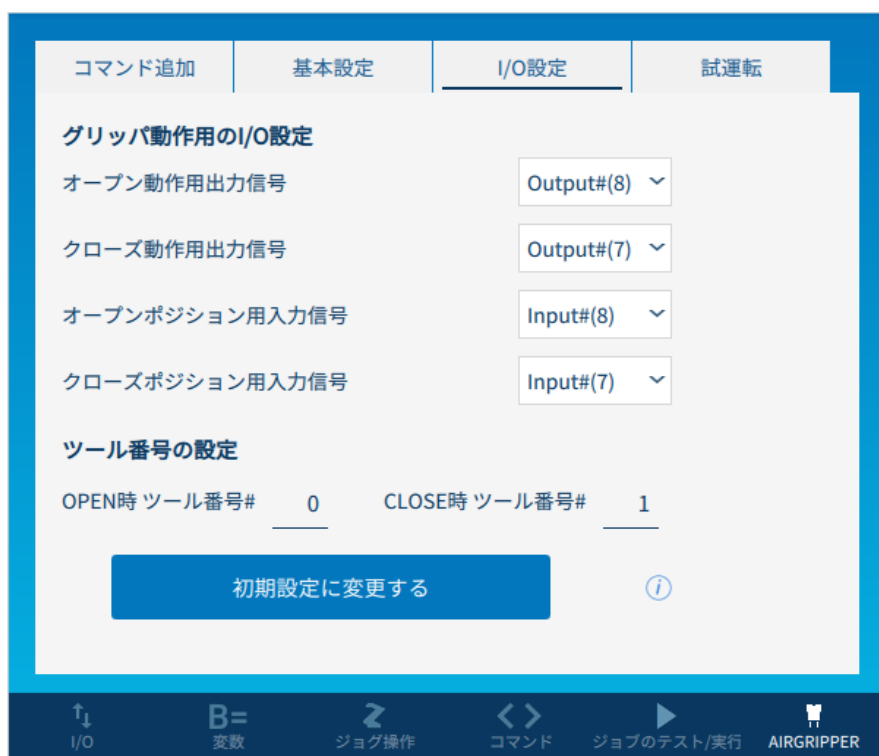 コマンド追加 基本設定 I/O設定 試運転
グリッパ動作用のI/O設定
オープン動作用出力信号 Output#(8)
クローズ動作用出力信号 Output#(7)
オープンポジション用入力信号 Input#(8)
クローズポジション用入力信号 Input#(7)
ツール番号の設定
OPEN時 ツール番号# 0 CLOSE時 ツール番号# 1
初期設定に変更する i
B=
I/O 変数 ジョグ操作 コマンド ジョブのテスト/実行 AIRGRIPPER